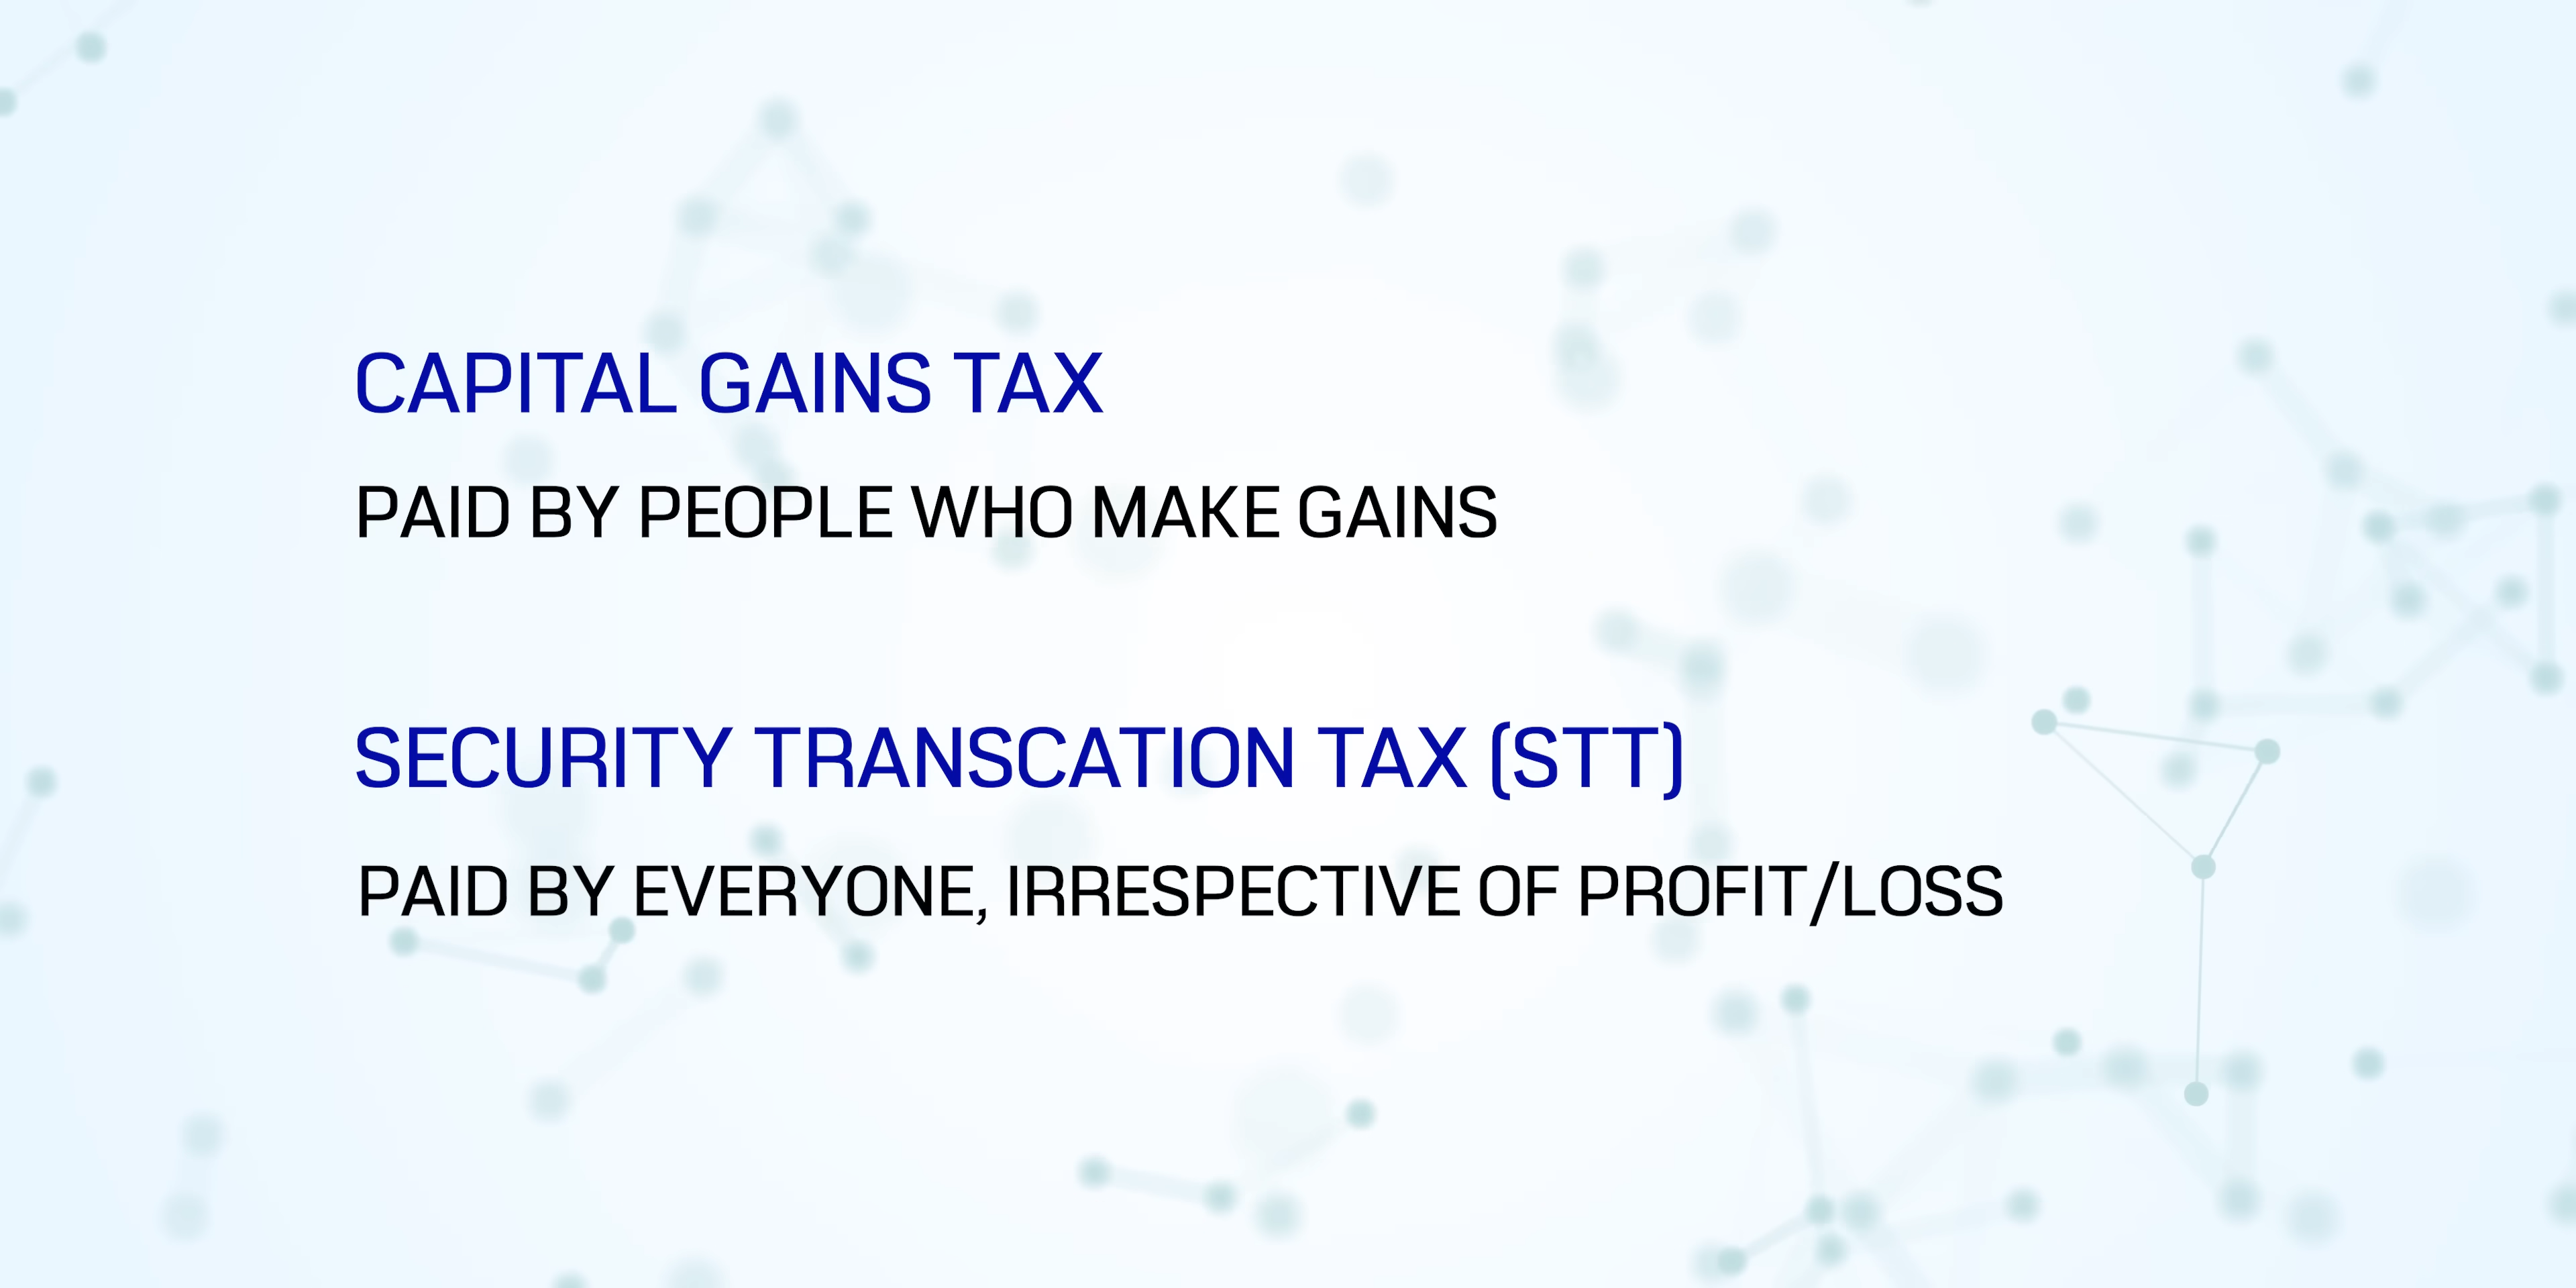 CAPITAL GAINS TAX
PAID BY PEOPLE WHO MAKE GAINS
SECURITY TRANSCATION TAX (STT)
PAID BY EVERYONE, IRRESPECTIVE OF PROFIT/LOSS